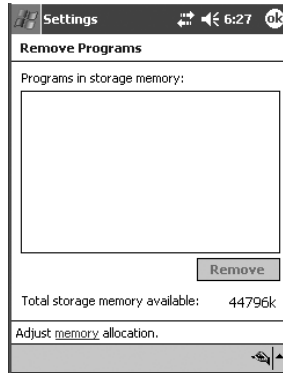 Settings 6:27 ok
Remove Programs
Programs in storage memory:
Remove
Total storage memory available: 44796k
Adjust memory allocation.